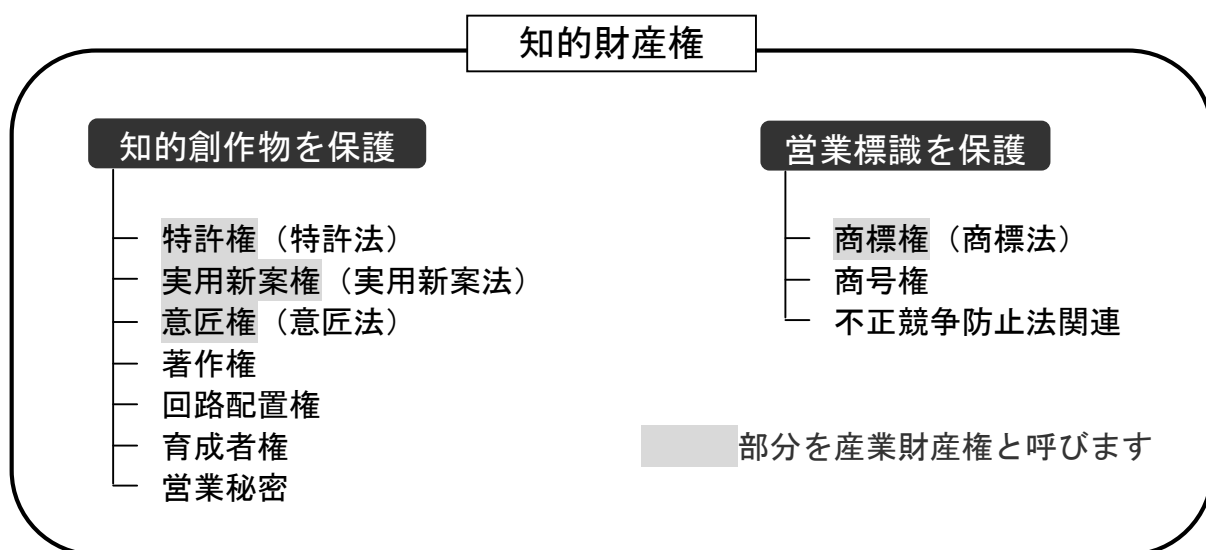 知的財産権
知的創作物を保護
特許権（特許法）
実用新案権（実用新案法）
意匠権（意匠法）
著作権
回路配置権
育成者権
営業秘密
営業標識を保護
商標権（商標法）
商号権
不正競争防止法関連
部分を産業財産権と呼びます